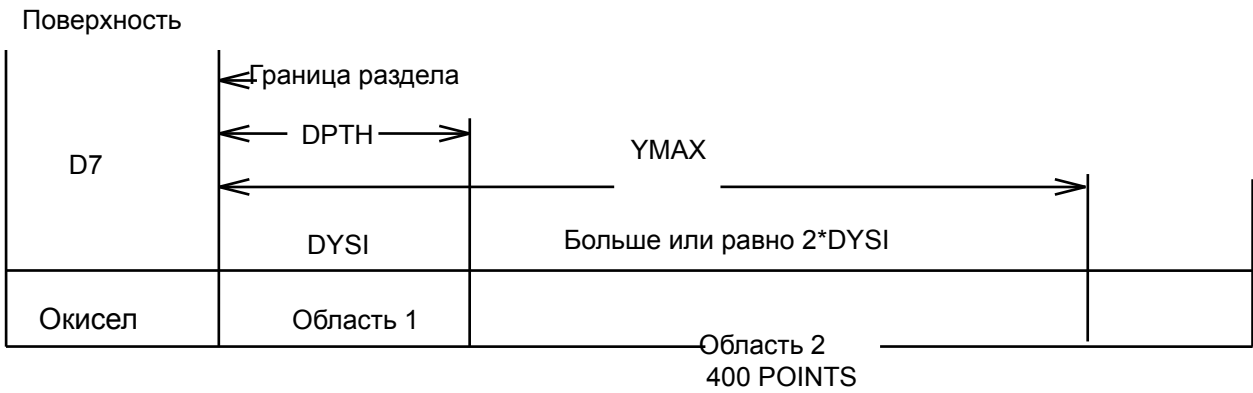 Поверхность
Граница раздела
DPTH
YMAX
D7
DYSI
Больше или равно 2*DYSI
Окисел
Область 1
Область 2
400 POINTS